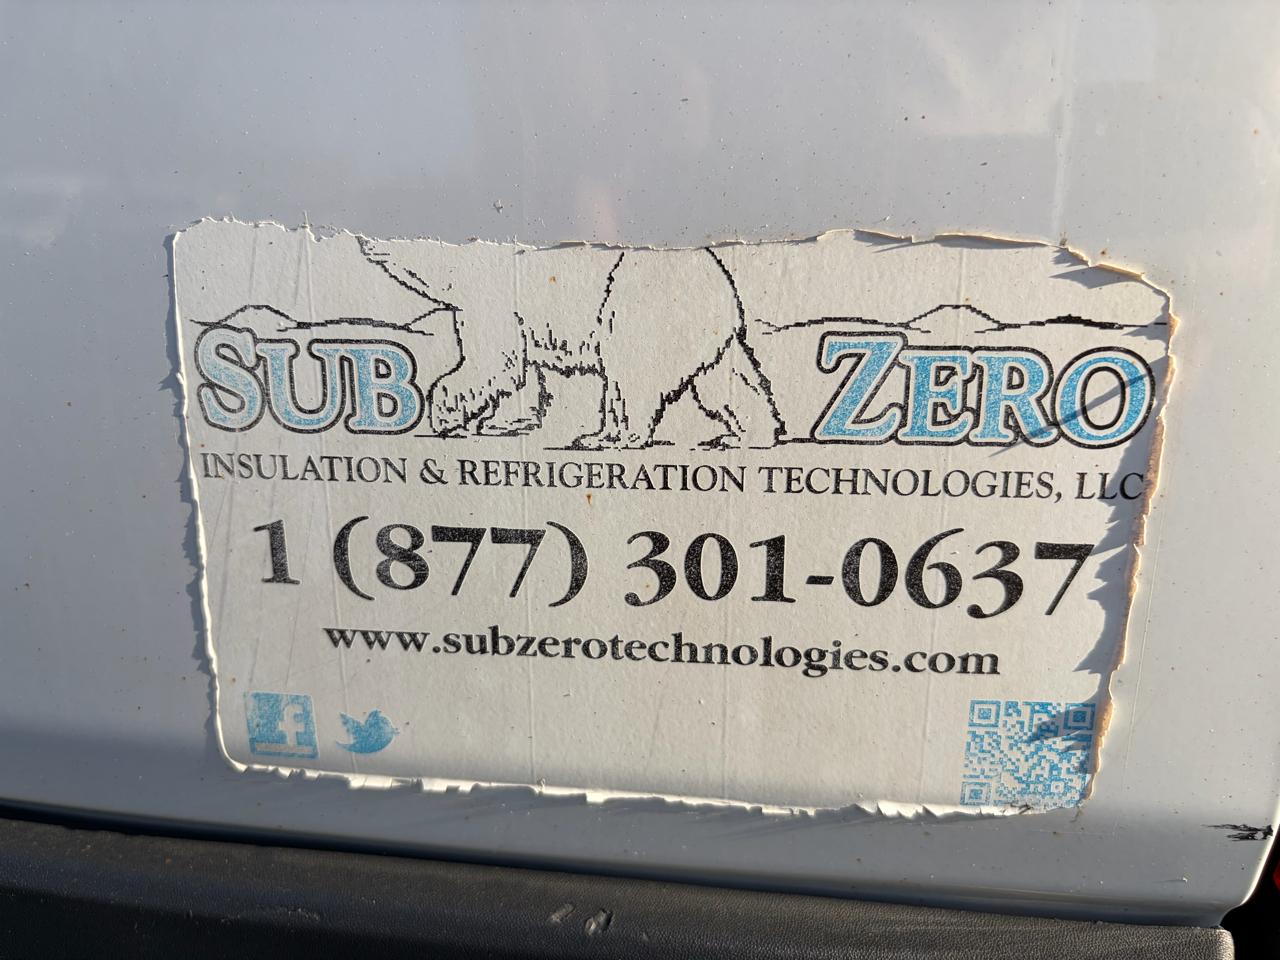 SUB ZERO
INSULATION & REFRIGERATION TECHNOLOGIES, LLC
1 (877) 301-0637
www.subzerotechnologies.com
f